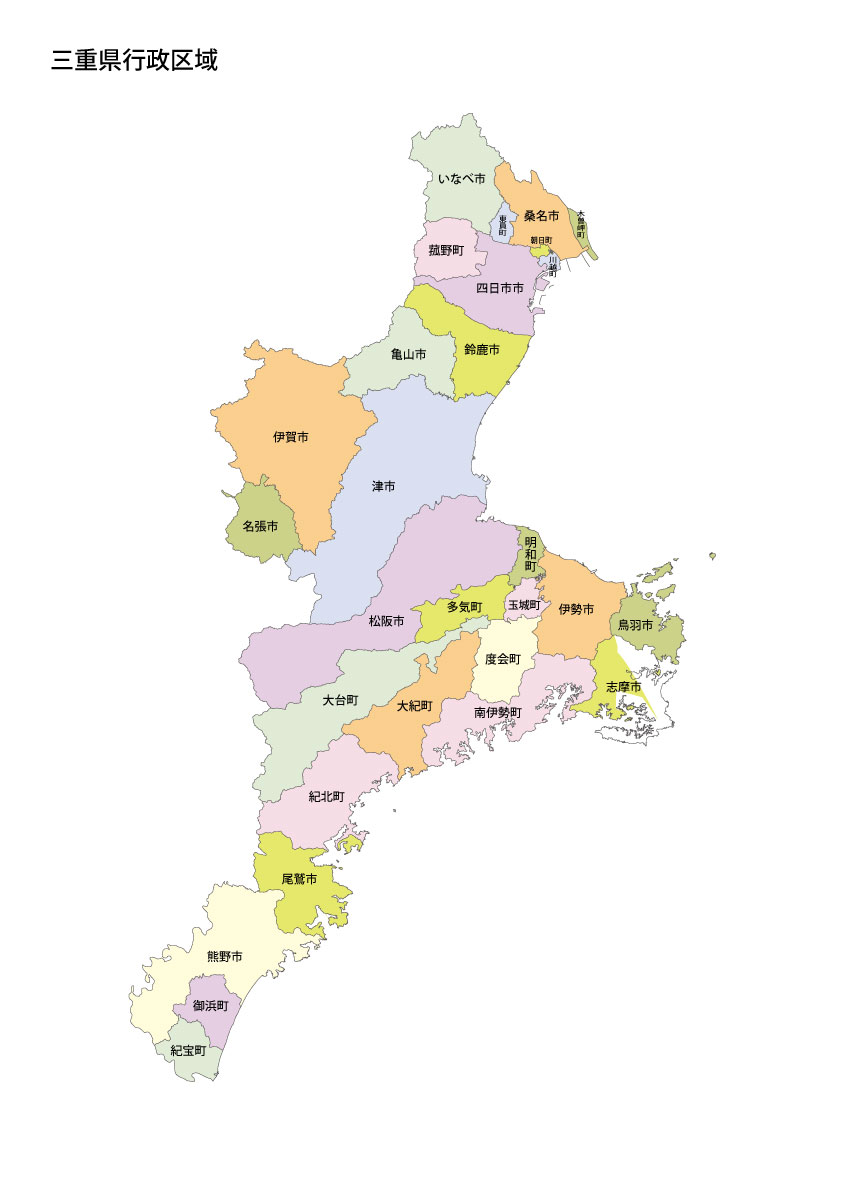 三重県行政区域
いなべ市
桑名市
木曽岬町
東員町
朝日町
菰野町
川越町
四日市市
鈴鹿市
亀山市
伊賀市
津市
名張市
明和町
多気町
玉城町
伊勢市
松阪市
鳥羽市
度会町
志摩市
大台町
大紀町
南伊勢町
紀北町
尾鷲市
熊野市
御浜町
紀宝町